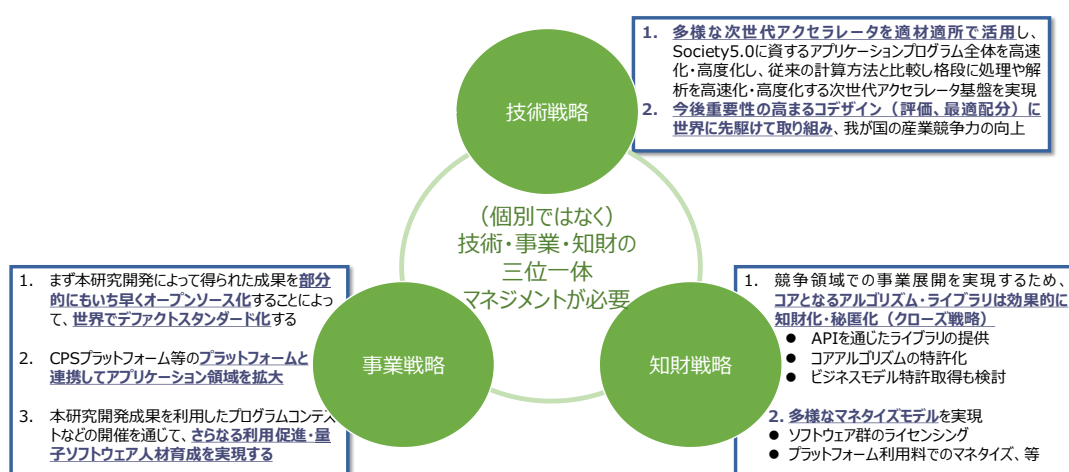 1. 多様な次世代アクセラレータを適材適所で活用し、
Society5.0に資するアプリケーションプログラム全体を高速
化・高度化し、従来の計算方法と比較し格段に処理や解
析を高速化・高度化する次世代アクセラレータ基盤を実現
2. 今後重要性の高まるコデザイン（評価、最適配分）に
世界に先駆けて取り組み、我が国の産業競争力の向上
技術戦略
（個別ではなく）
技術・事業・知財の
三位一体
マネジメントが必要
1. まず本研究開発によって得られた成果を部分
的にもいち早くオープンソース化することによっ
て、世界でデファクトスタンダード化する
2. CPSプラットフォーム等のプラットフォームと
連携してアプリケーション領域を拡大
3. 本研究開発成果を利用したプログラムコンテス
トなどの開催を通じて、さらなる利用促進・量
子ソフトウェア人材育成を実現する
事業戦略
知財戦略
1. 競争領域での事業展開を実現するため、
コアとなるアルゴリズム・ライブラリは効果的に
知財化・秘匿化（クローズ戦略）
● APIを通じたライブラリの提供
● コアアルゴリズムの特許化
● ビジネスモデル特許取得も検討
2. 多様なマネタイズモデルを実現
● ソフトウェア群のライセンシング
● プラットフォーム利用料でのマネタイズ、等